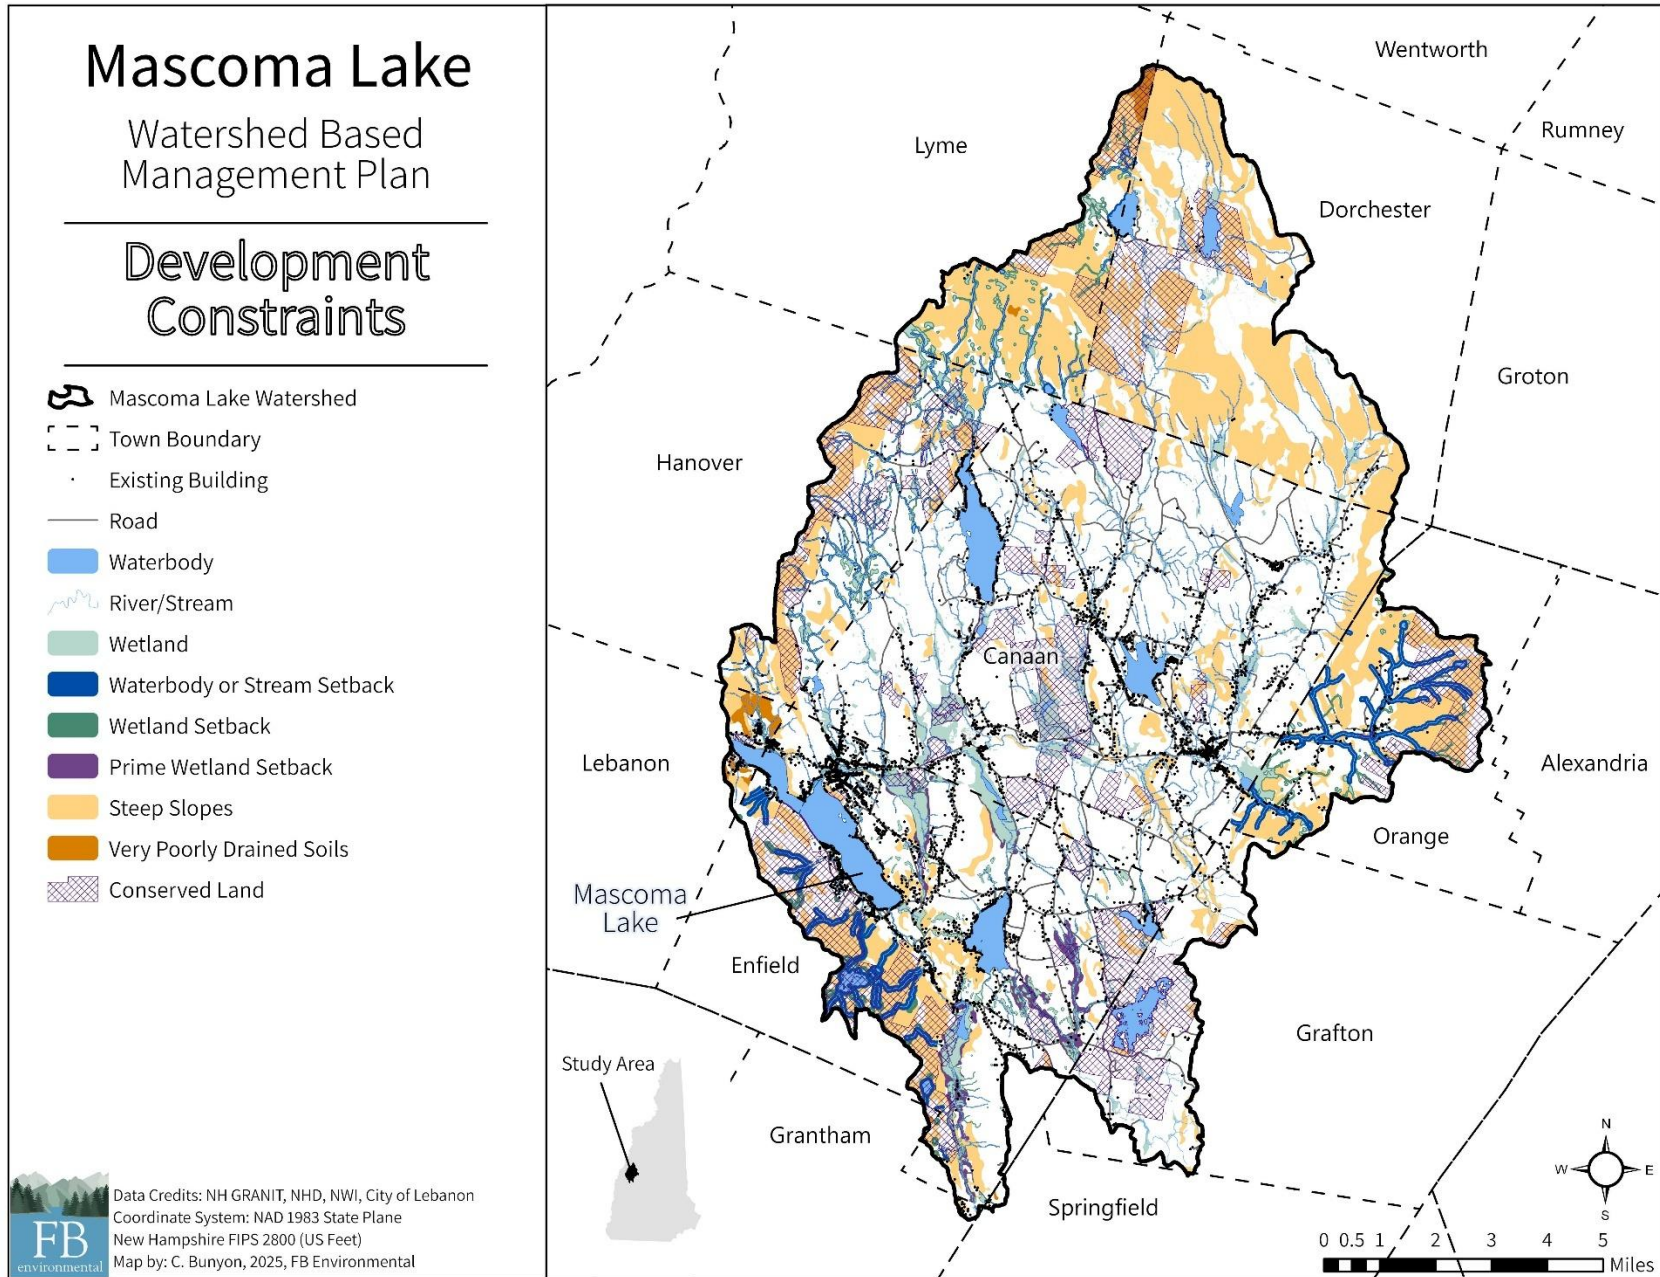 Mascoma Lake
Watershed Based
Management Plan
Development
Constraints
Mascoma Lake Watershed
Town Boundary
Existing Building
Road
Waterbody
River/Stream
Wetland
Waterbody or Stream Setback
Wetland Setback
Prime Wetland Setback
Steep Slopes
Very Poorly Drained Soils
Conserved Land
FB
environmental
Data Credits: NH GRANIT, NHD, NWI, City of Lebanon
Coordinate System: NAD 1983 State Plane
New Hampshire FIPS 2800 (US Feet)
Map by: C. Bunyon, 2025, FB Environmental
Wentworth
Rumney
Lyme
Dorchester
Groton
Hanover
Canaan
Lebanon
Alexandria
Orange
Mascoma
Lake
Enfield
Grafton
Study Area
Grantham
Springfield
N
W E
S
0 0.5 1 2 3 4 5
Miles